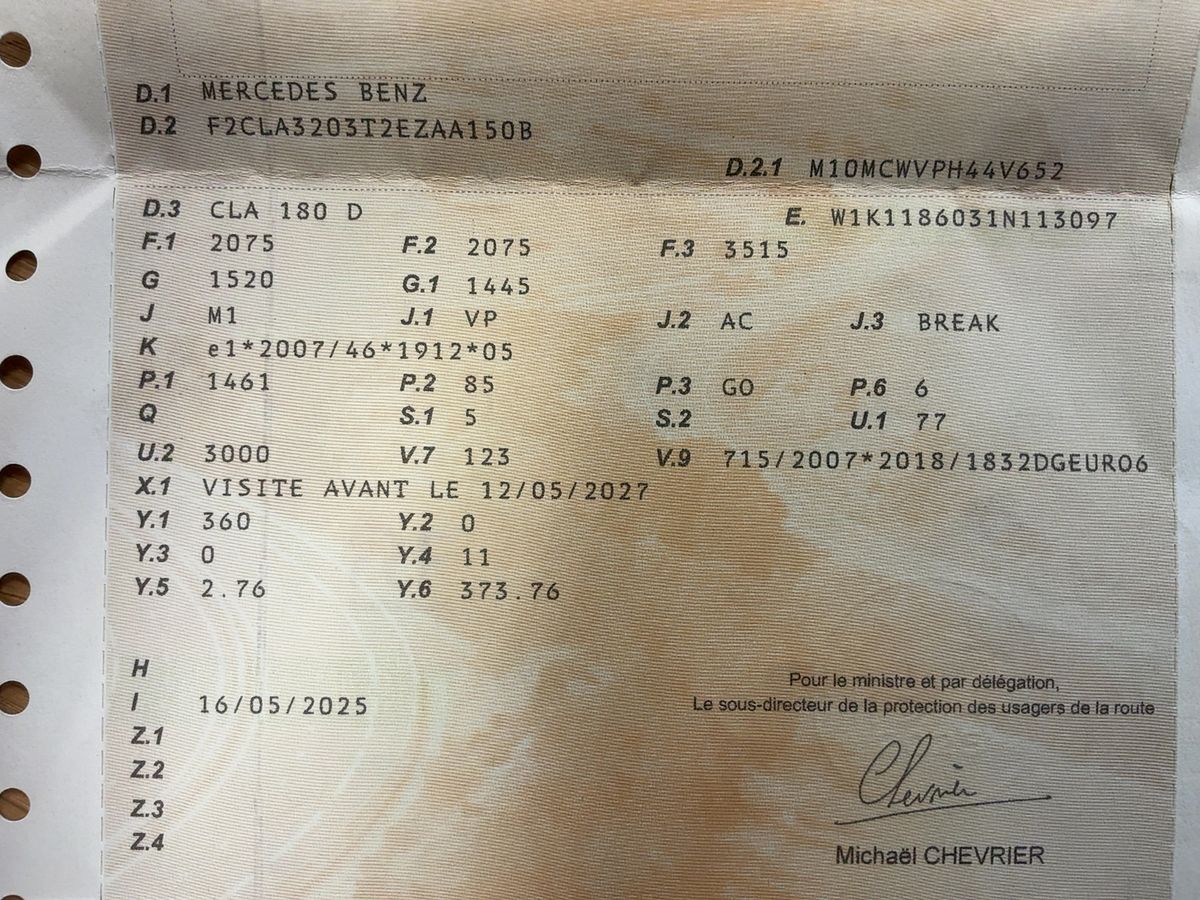 D.1 MERCEDES BENZ
D.2 F2CLA3203T2EZAA150B
D.2.1 M10MCWVPH44V652
D.3 CLA 180 D E. W1K1186031N113097
F.1 2075 F.2 2075 F.3 3515
G 1520 G.1 1445
J M1 J.1 VP J.2 AC J.3 BREAK
K e1*2007/46*1912*05
P.1 1461 P.2 85 P.3 GO P.6 6
Q S.1 5 S.2 U.1 77
U.2 3000 V.7 123 V.9 715/2007*2018/1832DGEURO6
X.1 VISITE AVANT LE 12/05/2027
Y.1 360 Y.2 0
Y.3 0 Y.4 11
Y.5 2.76 Y.6 373.76
H
I 16/05/2025
Z.1
Z.2
Z.3
Z.4
Pour le ministre et par délégation,
Le sous-directeur de la protection des usagers de la route
Chevrier
Michaël CHEVRIER